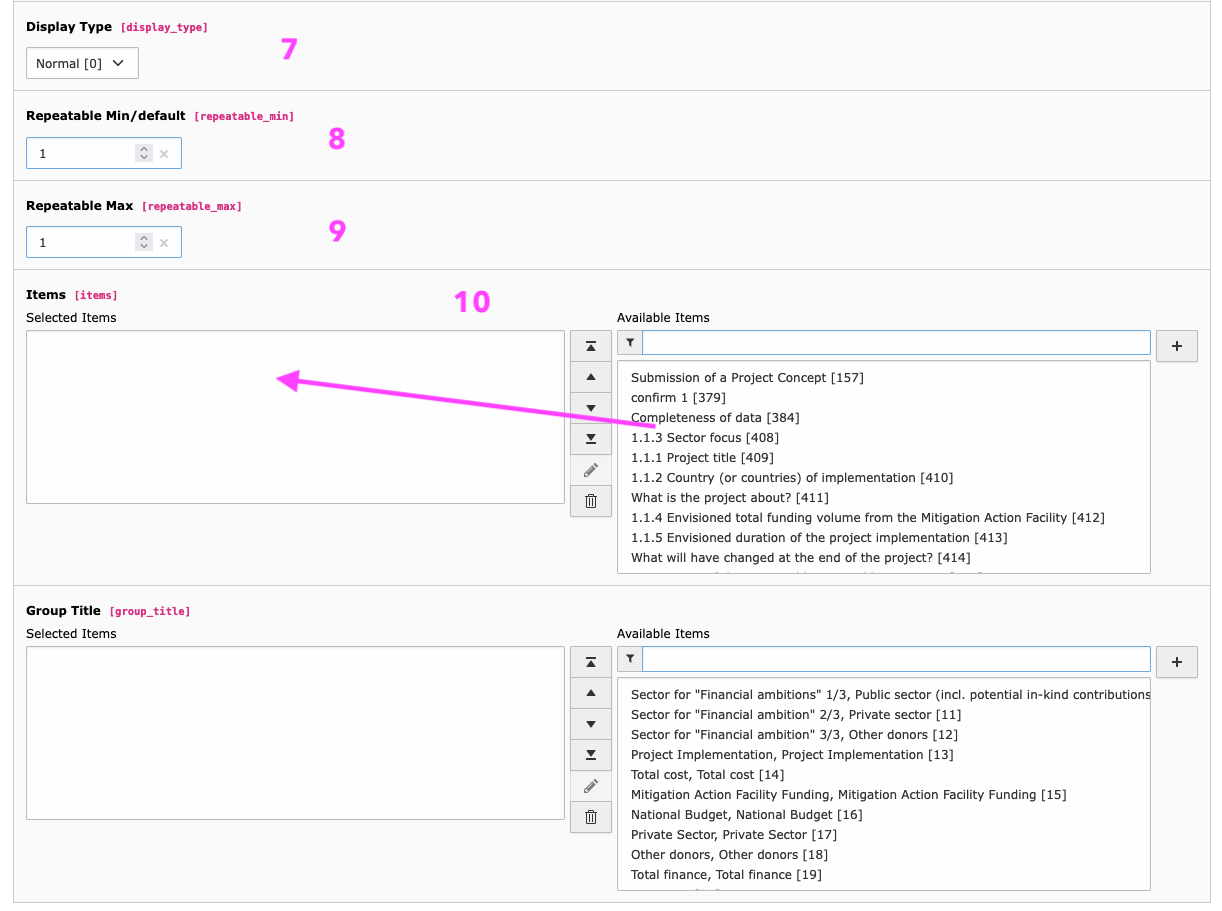 Display Type [display_type]
7
Normal [0]
Repeatable Min/default [repeatable_min]
8
1
Repeatable Max [repeatable_max]
9
1
Items [items]
10
Selected Items
Available Items
Submission of a Project Concept [157]
confirm 1 [379]
Completeness of data [384]
1.1.3 Sector focus [408]
1.1.1 Project title [409]
1.1.2 Country (or countries) of implementation [410]
What is the project about? [411]
1.1.4 Envisioned total funding volume from the Mitigation Action Facility [412]
1.1.5 Envisioned duration of the project implementation [413]
What will have changed at the end of the project? [414]
Group Title [group_title]
Selected Items
Available Items
Sector for "Financial ambitions" 1/3, Public sector (incl. potential in-kind contributions
Sector for "Financial ambition" 2/3, Private sector [11]
Sector for "Financial ambition" 3/3, Other donors [12]
Project Implementation, Project Implementation [13]
Total cost, Total cost [14]
Mitigation Action Facility Funding, Mitigation Action Facility Funding [15]
National Budget, National Budget [16]
Private Sector, Private Sector [17]
Other donors, Other donors [18]
Total finance, Total finance [19]